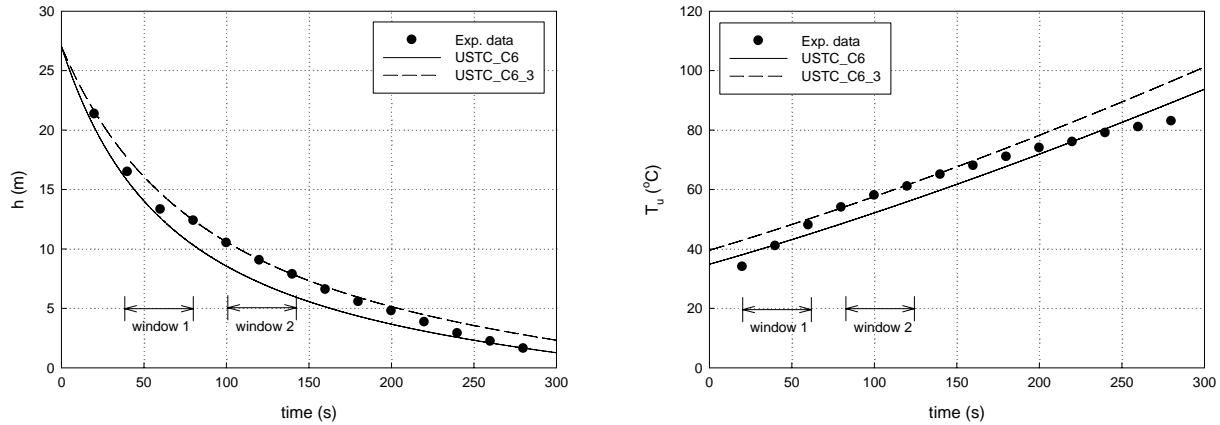 30
25
20
15
10
5
0
h (m)
Exp. data
USTC_C6
USTC_C6_3
window 1
window 2
0
50
100
150
200
250
300
time (s)
120
100
80
60
40
20
0
T_u (°C)
Exp. data
USTC_C6
USTC_C6_3
window 1
window 2
0
50
100
150
200
250
300
time (s)